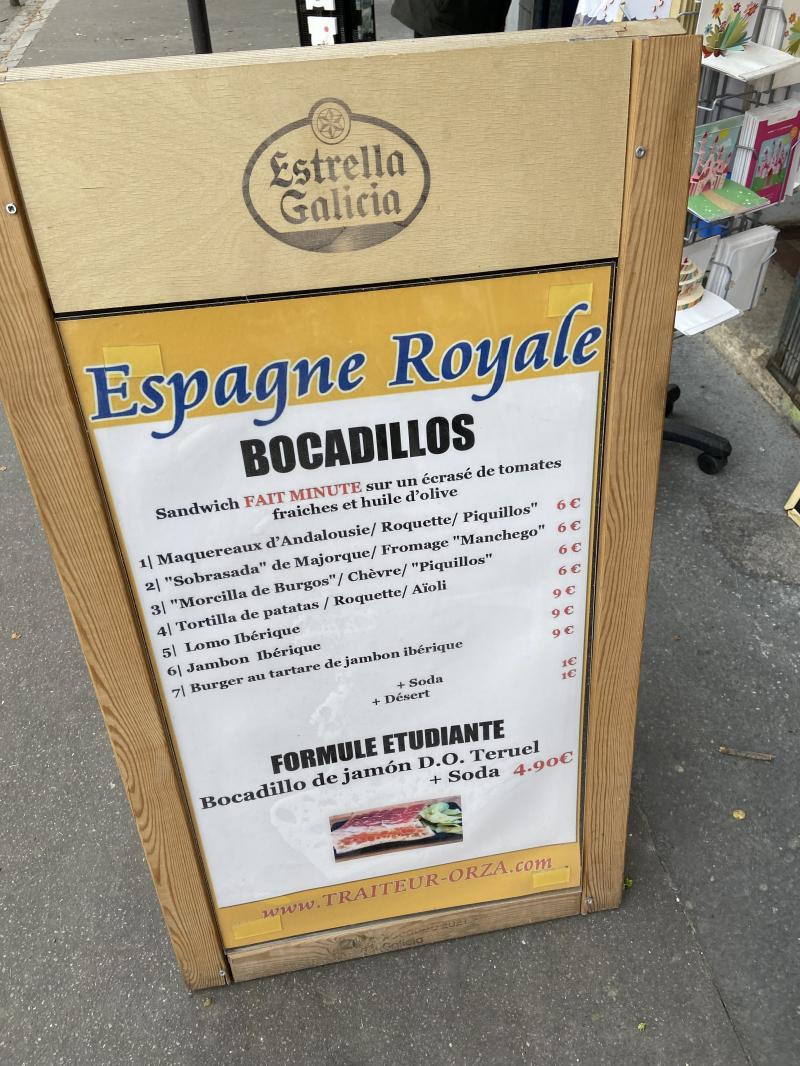 Estrella
Galicia
Espagne Royale
BOCADILLOS
Sandwich FAIT MINUTE sur un écrasé de tomates
fraiches et huile d'olive
1| Maquereaux d'Andalousie/ Roquette/ Piquillos" 6 €
2| "Sobrasada" de Majorque/ Fromage "Manchego" 6 €
3| "Morcilla de Burgos"/ Chèvre/ "Piquillos" 6 €
4| Tortilla de patatas / Roquette/ Aïoli 6 €
5| Lomo Ibérique 9 €
6| Jambon Ibérique 9 €
7| Burger au tartare de jambon ibérique 9 €
+ Soda 1€
+ Désert 1€
FORMULE ETUDIANTE
Bocadillo de jamón D.O. Teruel
+ Soda 4.90€
www.TRAITEUR-ORZA.com
Galicia